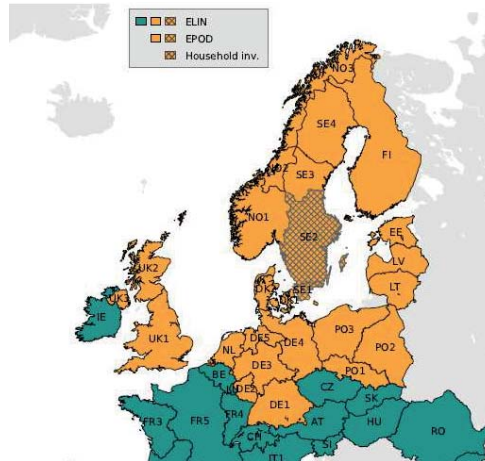 ELIN
EPOD
Household inv.
NO3
SE4
FI
NO2
SE3
NO1
SE2
EE
LV
LT
SE1
UK2
UK3
IE
UK1
NL
BE
DE5
DE4
DE3
DE2
DE1
PO3
PO2
PO1
CZ
SK
AT
HU
RO
SI
FR3
FR5
FR4
CH
IT1